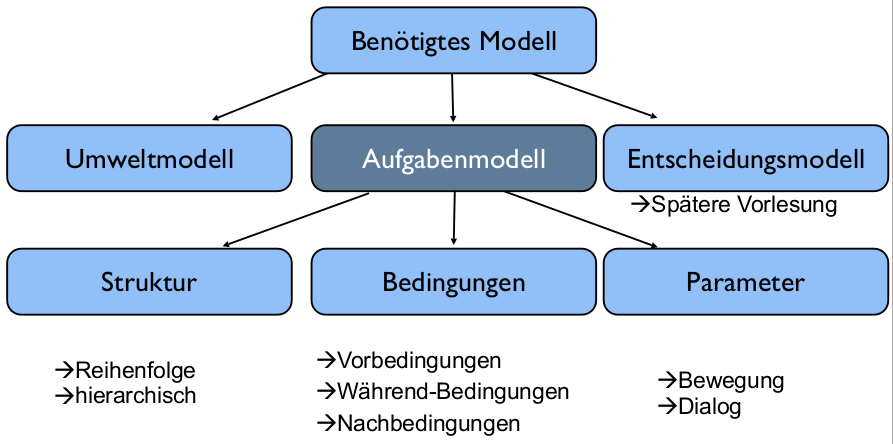 Benötigtes Modell
Umweltmodell
Aufgabenmodell
Entscheidungsmodell
→Spätere Vorlesung
Struktur
Bedingungen
Parameter
→Reihenfolge
→hierarchisch
→Vorbedingungen
→Während-Bedingungen
→Nachbedingungen
→Bewegung
→Dialog